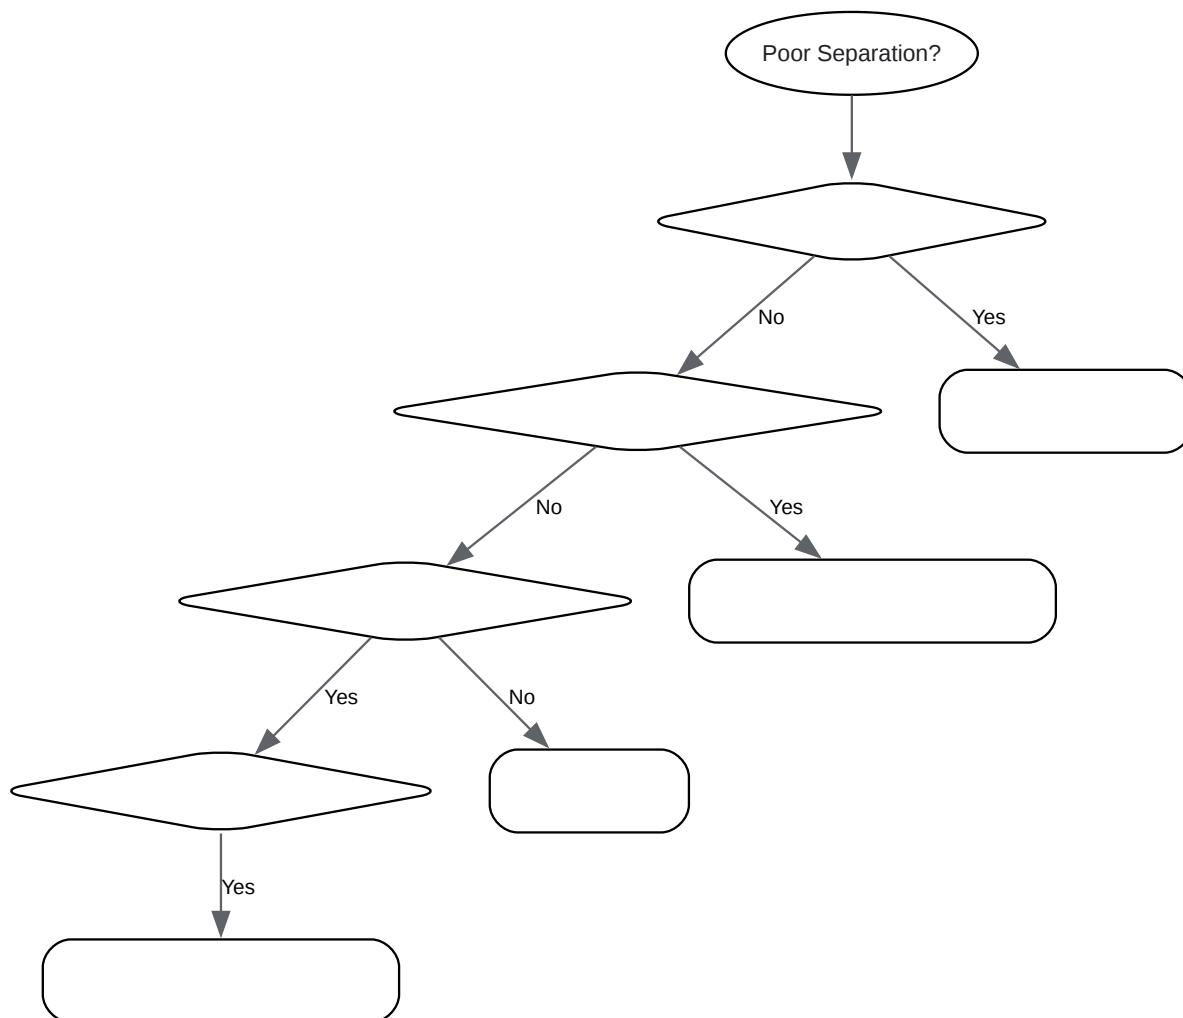 Poor Separation?
No
Yes
No
Yes
Yes
No
Yes